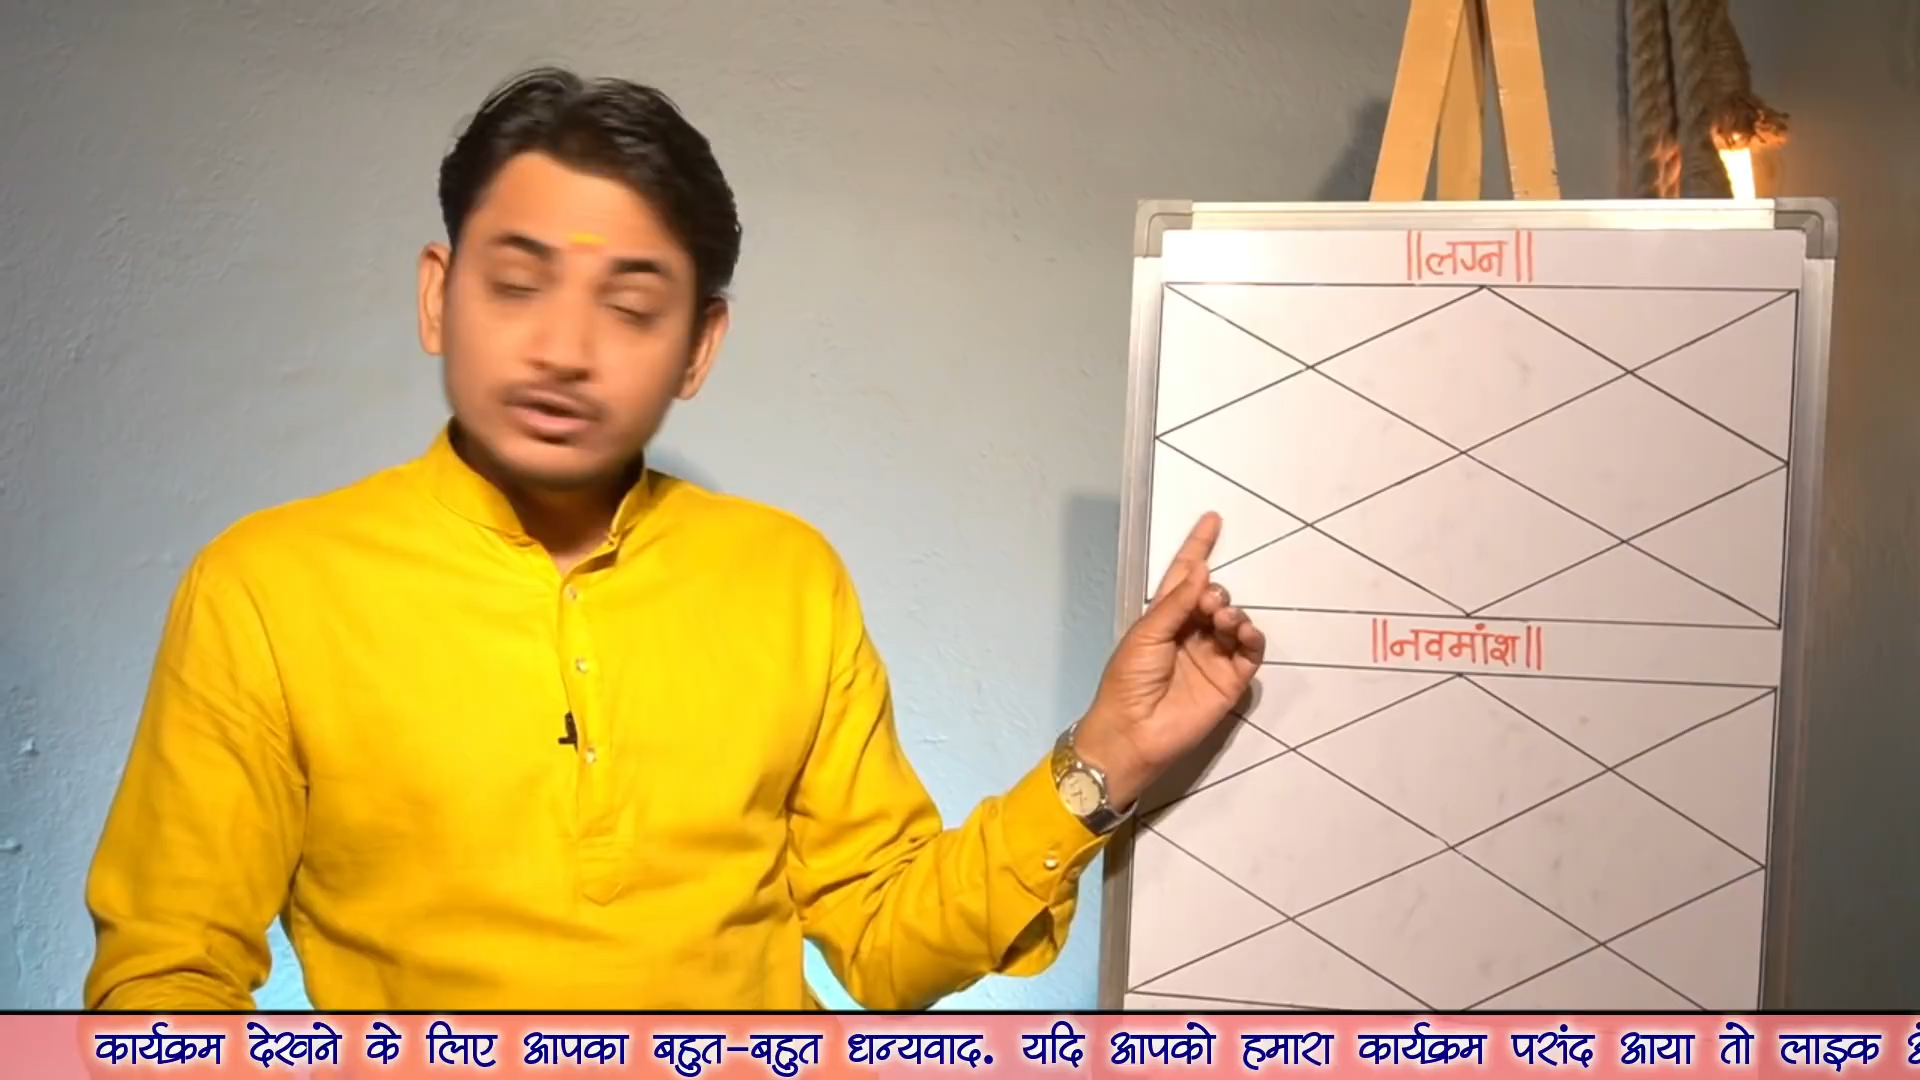 ||लग्न||
||नवमांश||
कार्यक्रम देखने के लिए आपका बहुत-बहुत धन्यवाद. यदि आपको हमारा कार्यक्रम पसंद आया तो लाइक